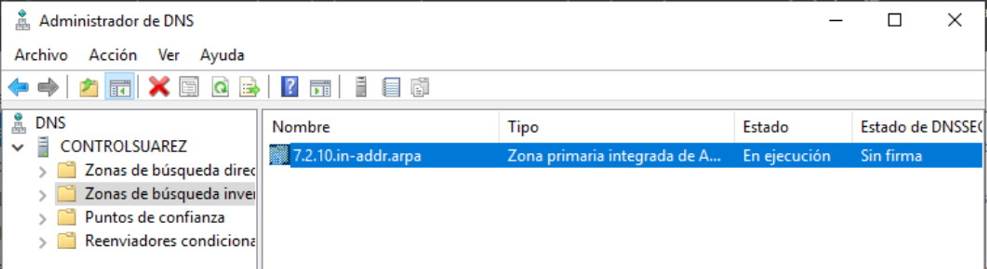 Administrador de DNS
Archivo Acción Ver Ayuda
DNS
CONTROLSUAREZ
Zonas de búsqueda direc
Zonas de búsqueda inver
Puntos de confianza
Reenviadores condiciona
Nombre Tipo Estado Estado de DNSSEC
7.2.10.in-addr.arpa Zona primaria integrada de A... En ejecución Sin firma